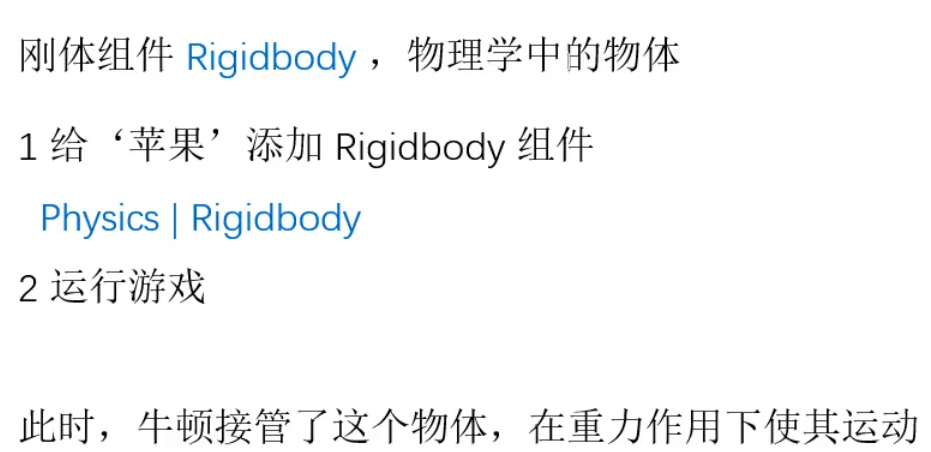 刚体组件 Rigidbody ，物理学中的物体
1 给‘苹果’添加 Rigidbody 组件
Physics | Rigidbody
2 运行游戏
此时，牛顿接管了这个物体，在重力作用下使其运动